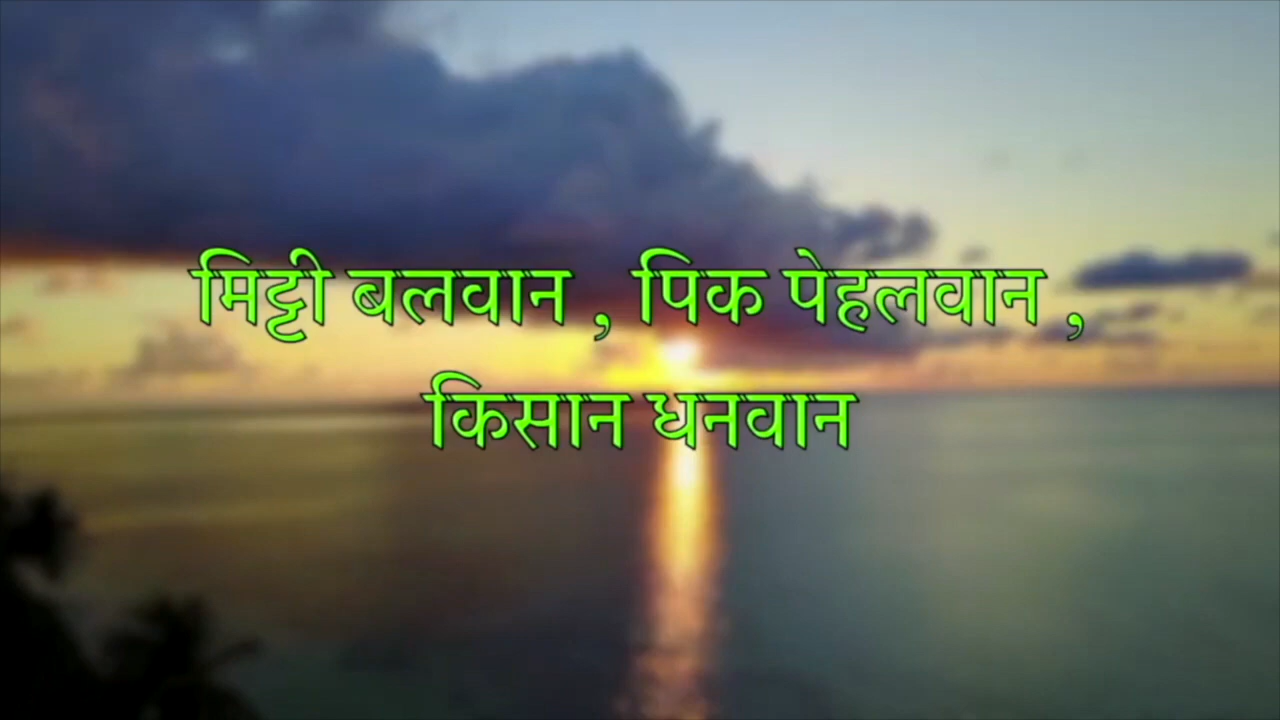 मिट्टी बलवान , पिक पेहलवान ,
किसान धनवान